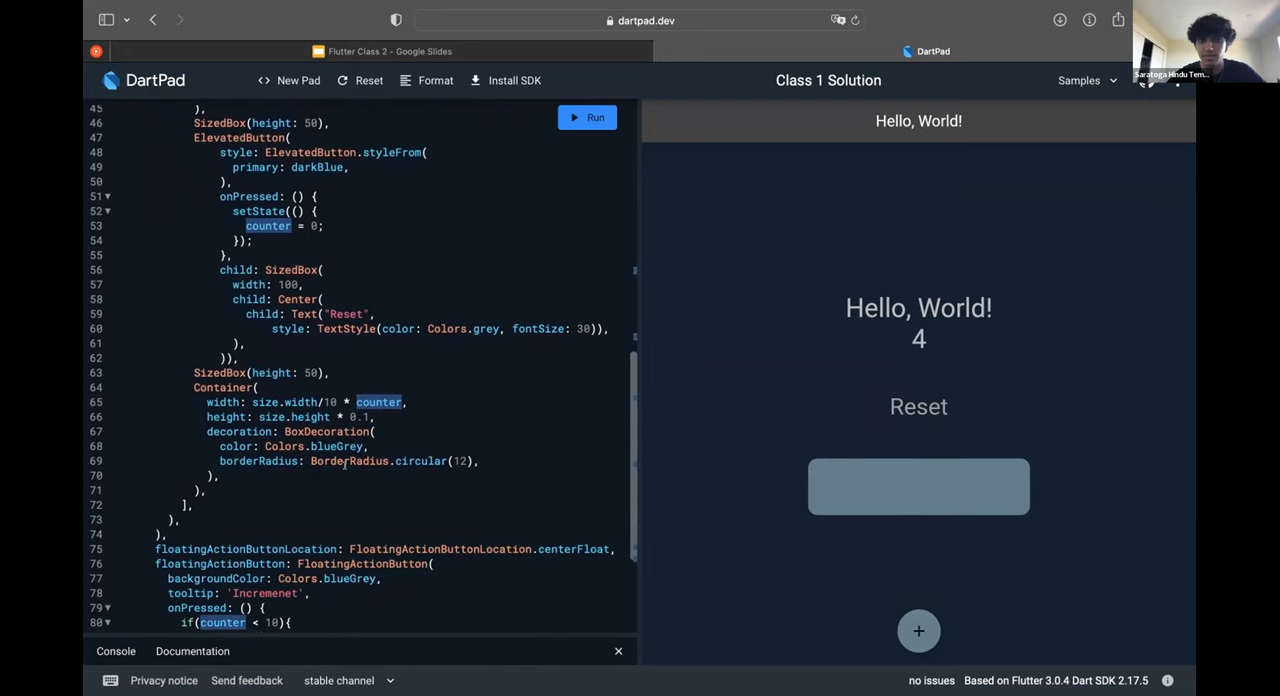 dartpad.dev
Flutter Class 2 - Google Slides
DartPad
Saratoga Hindu Tem...
DartPad
<> New Pad
Reset
Format
Install SDK
Class 1 Solution
Samples
Run
45 ),
46 SizedBox(height: 50),
47 ElevatedButton(
48 style: ElevatedButton.styleFrom(
49 primary: darkBlue,
50 ),
51 onPressed: () {
52 setState(() {
53 counter = 0;
54 });
55 },
56 child: SizedBox(
57 width: 100,
58 child: Center(
59 child: Text("Reset",
60 style: TextStyle(color: Colors.grey, fontSize: 30)),
61 ),
62 )),
63 SizedBox(height: 50),
64 Container(
65 width: size.width/10 * counter,
66 height: size.height * 0.1,
67 decoration: BoxDecoration(
68 color: Colors.blueGrey,
69 borderRadius: BorderRadius.circular(12),
70 ),
71 ),
72 ],
73 ),
74 ),
75 floatingActionButtonLocation: FloatingActionButtonLocation.centerFloat,
76 floatingActionButton: FloatingActionButton(
77 backgroundColor: Colors.blueGrey,
78 tooltip: 'Incremenet',
79 onPressed: () {
80 if(counter < 10){
Hello, World!
Hello, World!
4
Reset
+
Console
Documentation
Privacy notice
Send feedback
stable channel
no issues
Based on Flutter 3.0.4 Dart SDK 2.17.5